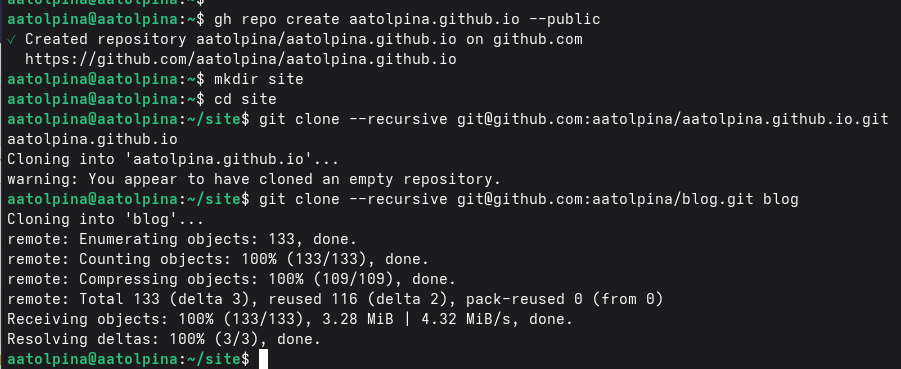 aatolpina@aatolpina:~$ gh repo create aatolpina.github.io --public
✓ Created repository aatolpina/aatolpina.github.io on github.com
  https://github.com/aatolpina/aatolpina.github.io
aatolpina@aatolpina:~$ mkdir site
aatolpina@aatolpina:~$ cd site
aatolpina@aatolpina:~/site$ git clone --recursive git@github.com:aatolpina/aatolpina.github.io.git
aatolpina.github.io
Cloning into 'aatolpina.github.io'...
warning: You appear to have cloned an empty repository.
aatolpina@aatolpina:~/site$ git clone --recursive git@github.com:aatolpina/blog.git blog
Cloning into 'blog'...
remote: Enumerating objects: 133, done.
remote: Counting objects: 100% (133/133), done.
remote: Compressing objects: 100% (109/109), done.
remote: Total 133 (delta 3), reused 116 (delta 2), pack-reused 0 (from 0)
Receiving objects: 100% (133/133), 3.28 MiB | 4.32 MiB/s, done.
Resolving deltas: 100% (3/3), done.
aatolpina@aatolpina:~/site$